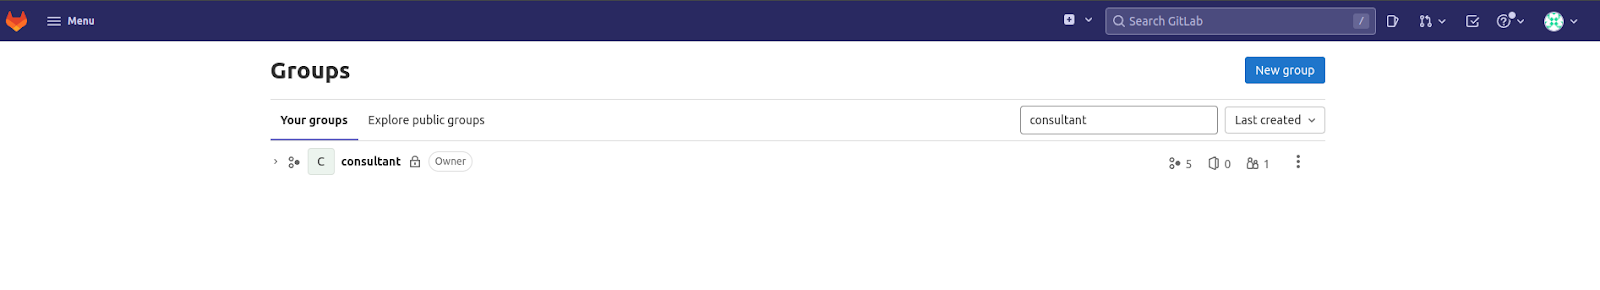 Menu
Search GitLab /
Groups
New group
Your groups Explore public groups consultant Last created
C consultant Owner 5 0 1